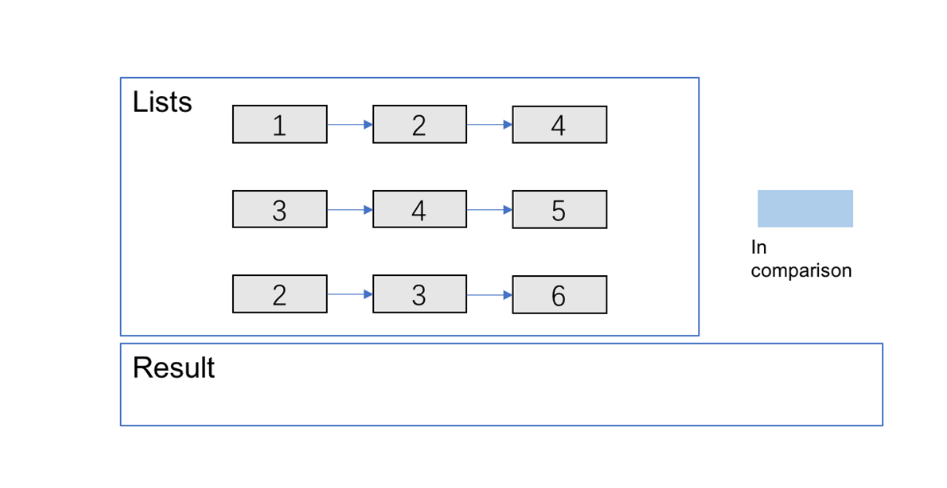 Lists
1 2 4
3 4 5
2 3 6
In
comparison
Result